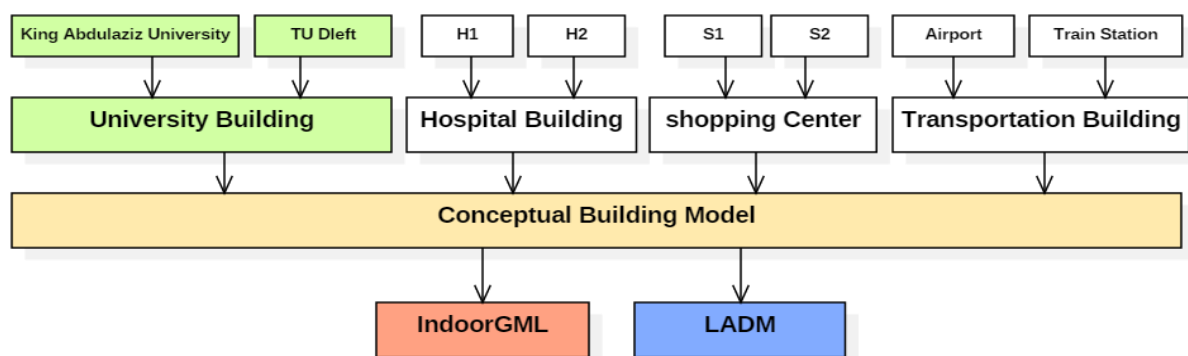 King Abdulaziz University
TU Dleft
H1
H2
S1
S2
Airport
Train Station
University Building
Hospital Building
shopping Center
Transportation Building
Conceptual Building Model
IndoorGML
LADM